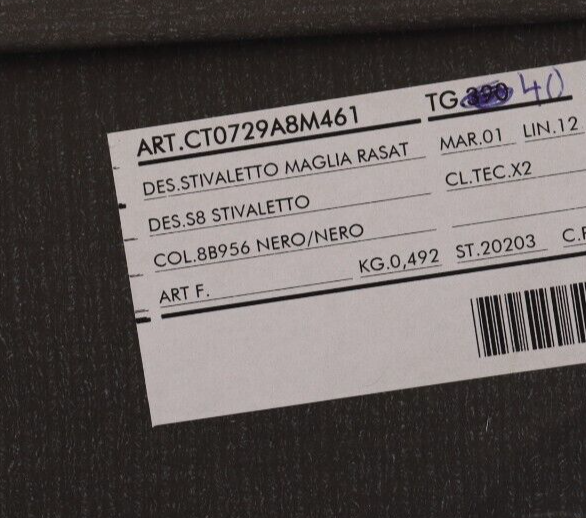 ART.CT0729A8M461 TG.390 40
DES.STIVALETTO MAGLIA RASAT MAR.01 LIN.12
DES.S8 STIVALETTO CL.TEC.X2
COL.8B956 NERO/NERO
ART F. KG.0,492 ST.20203